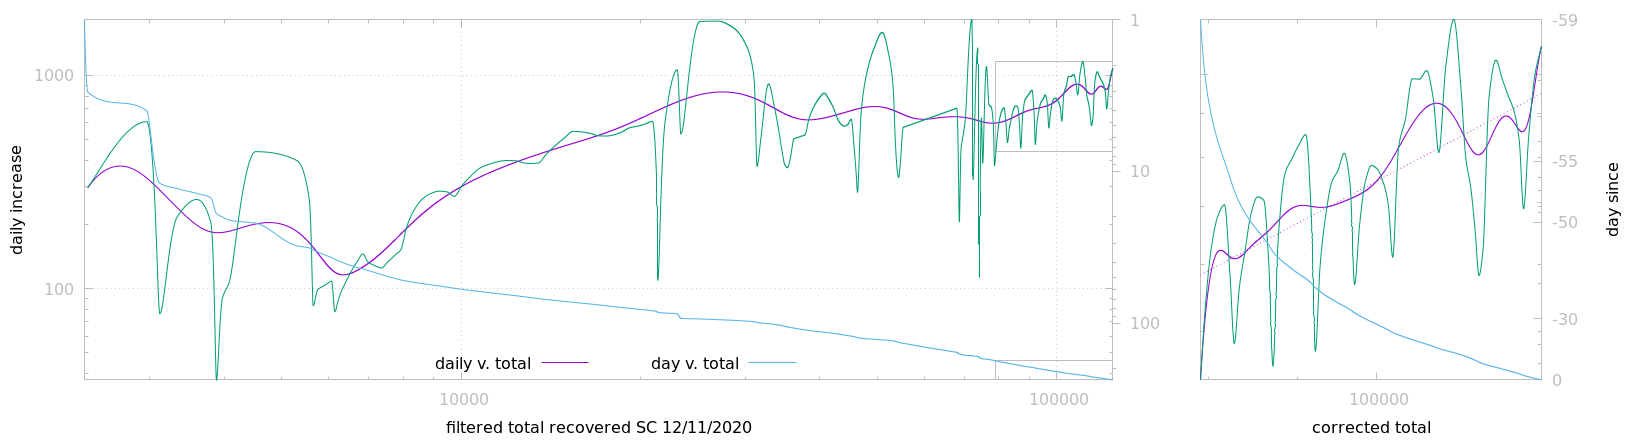 1000
100
daily increase
daily v. total
day v. total
10000
100000
filtered total recovered SC 12/11/2020
1
10
100
100000
corrected total
-59
-55
-50
-30
0
day since